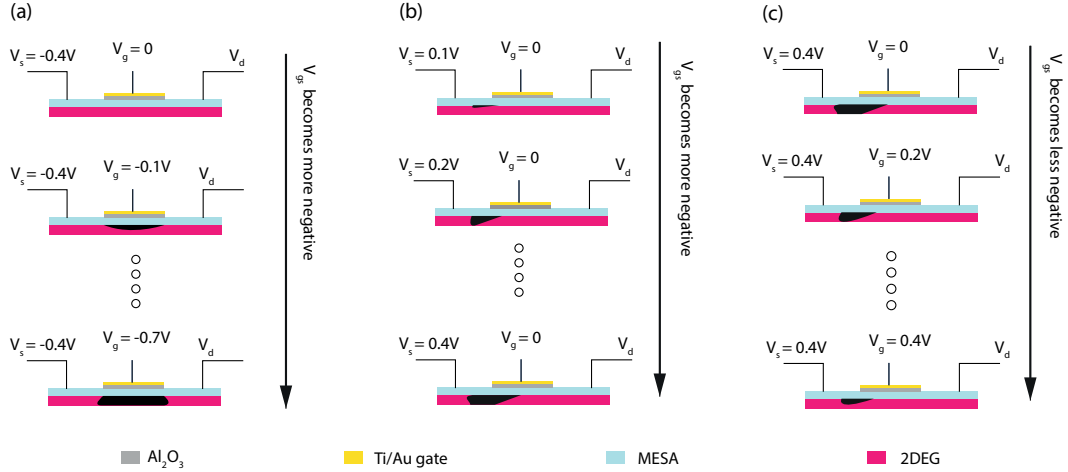 (a)
V_s = -0.4V
V_g = 0
V_d
V_s = -0.4V
V_g = -0.1V
V_d
V_s = -0.4V
V_g = -0.7V
V_d
V_gs becomes more negative
(b)
V_s = 0.1V
V_g = 0
V_d
V_s = 0.2V
V_g = 0
V_d
V_s = 0.4V
V_g = 0
V_d
V_gs becomes more negative
(c)
V_s = 0.4V
V_g = 0
V_d
V_s = 0.4V
V_g = 0.2V
V_d
V_s = 0.4V
V_g = 0.4V
V_d
V_gs becomes less negative
Al₂O₃
Ti/Au gate
MESA
2DEG